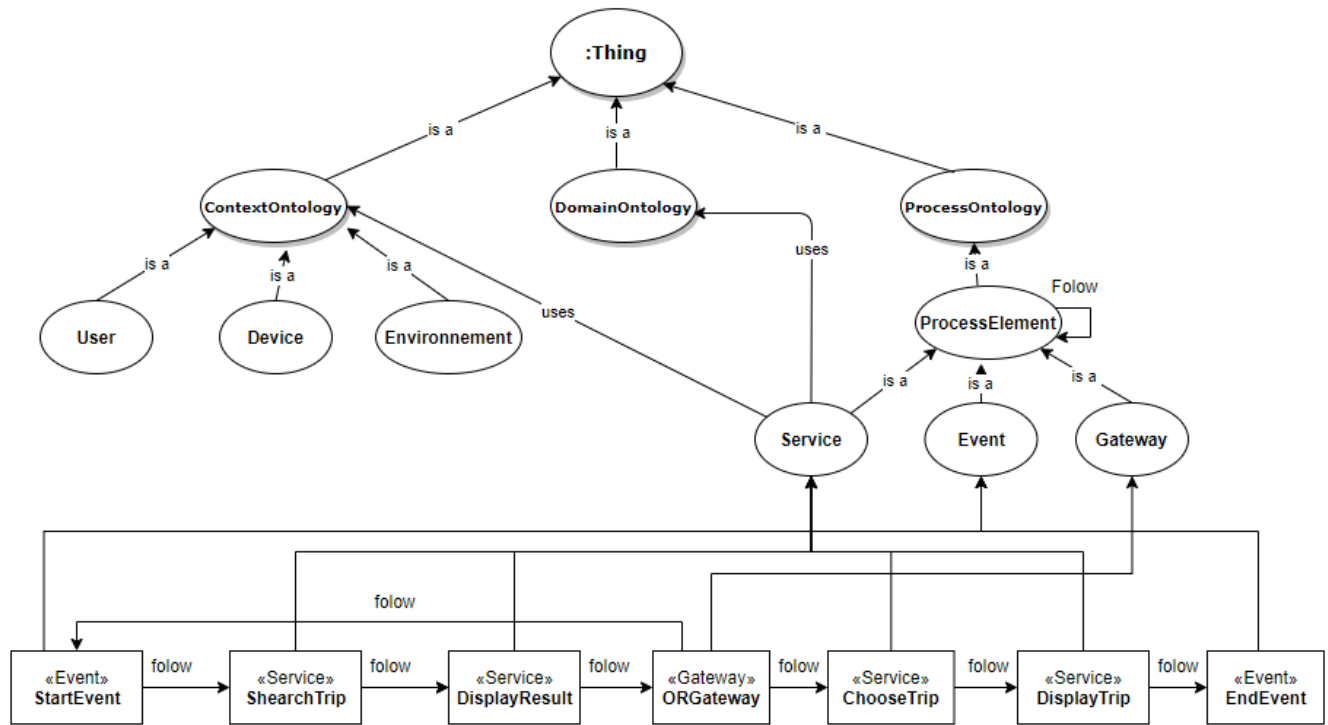 :Thing
is a
is a
is a
ContextOntology
DomainOntology
ProcessOntology
uses
is a
is a
is a
is a
Folow
uses
User
Device
Environnement
ProcessElement
is a
is a
is a
Service
Event
Gateway
folow
«Event»
StartEvent
folow
«Service»
ShearchTrip
folow
«Service»
DisplayResult
folow
«Gateway»
ORGateway
folow
«Service»
ChooseTrip
folow
«Service»
DisplayTrip
folow
«Event»
EndEvent